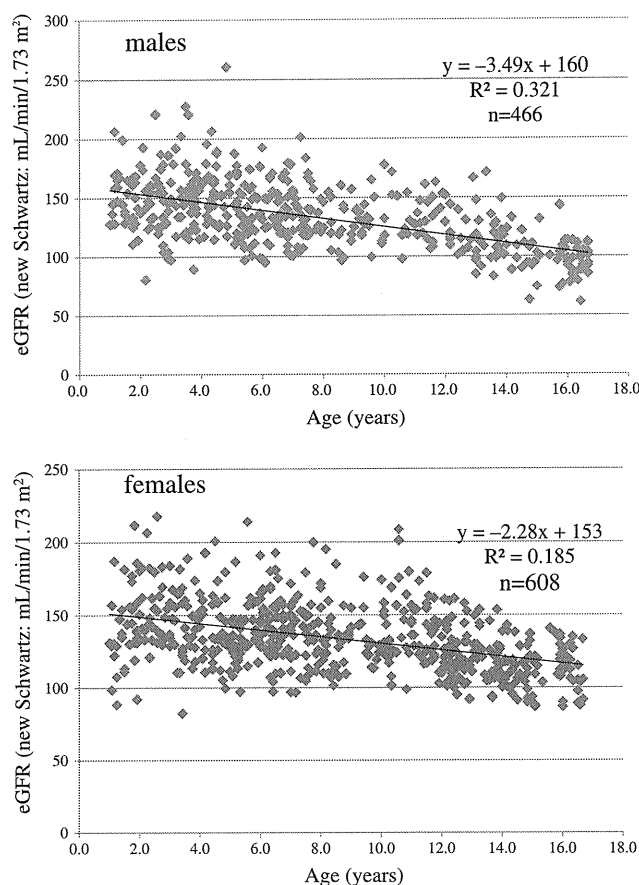 males
y = –3.49x + 160
R² = 0.321
n=466
300
250
200
150
100
50
0
0.0 2.0 4.0 6.0 8.0 10.0 12.0 14.0 16.0 18.0
Age (years)
eGFR (new Schwartz: mL/min/1.73 m²)
females
y = –2.28x + 153
R² = 0.185
n=608
250
200
150
100
50
0
0.0 2.0 4.0 6.0 8.0 10.0 12.0 14.0 16.0 18.0
Age (years)
eGFR (new Schwartz: mL/min/1.73 m²)